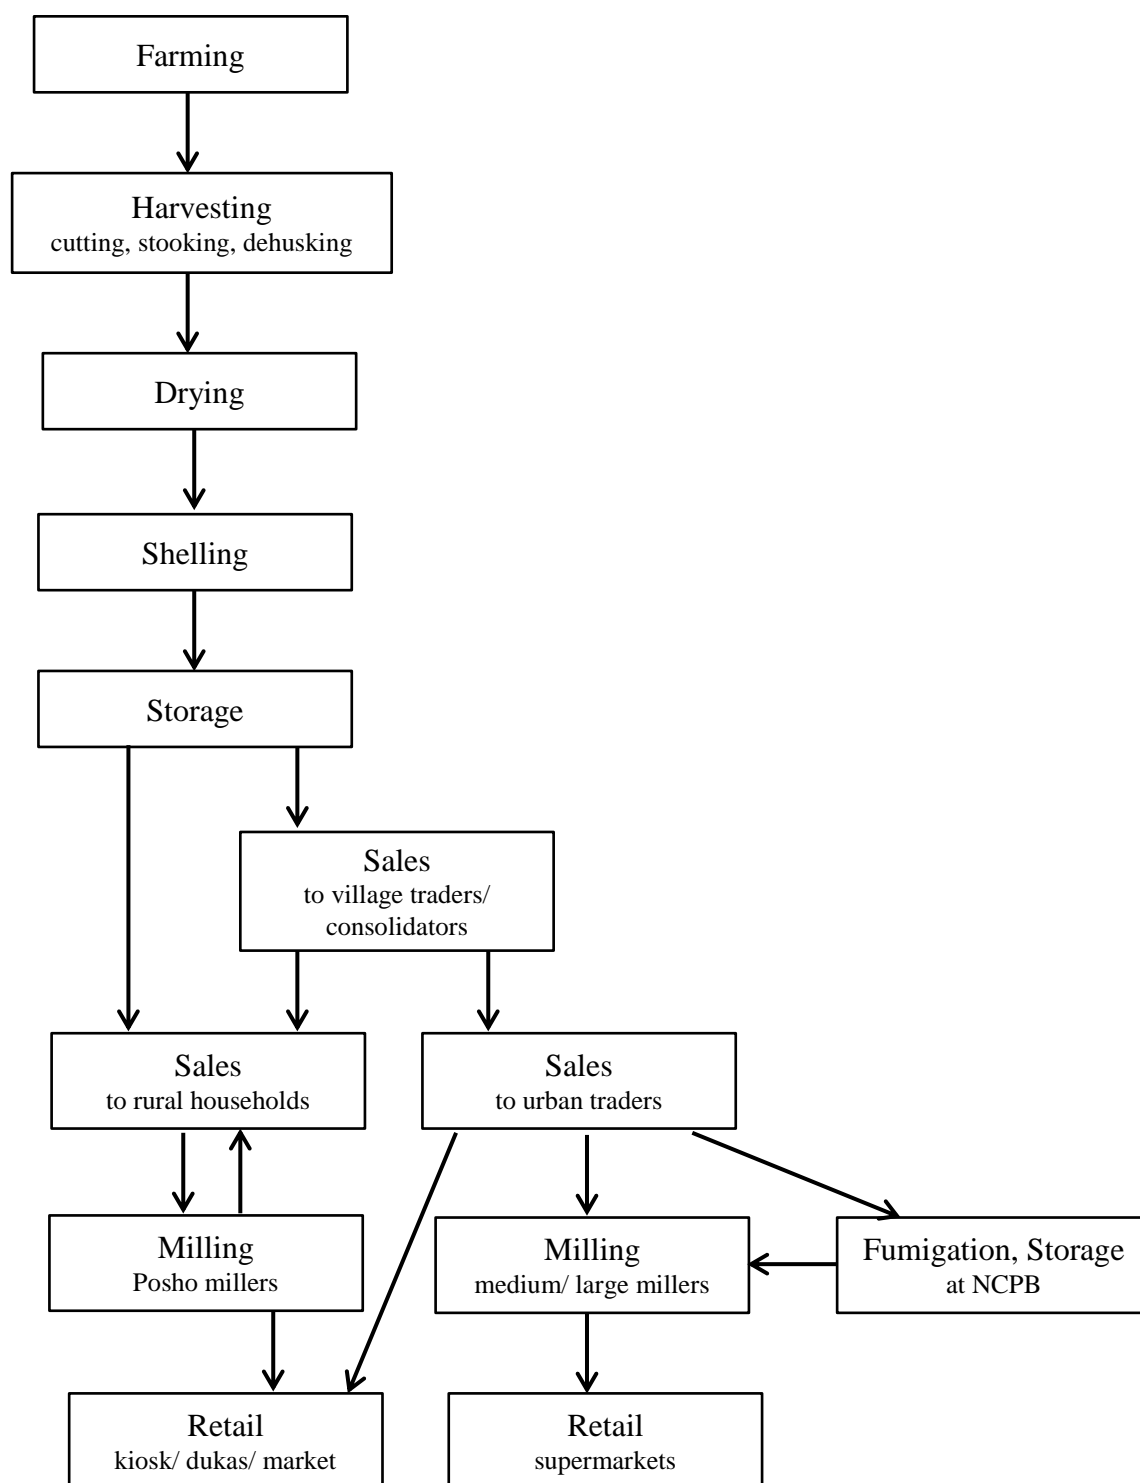 Farming
Harvesting
cutting, stooking, dehusking
Drying
Shelling
Storage
Sales
to village traders/
consolidators
Sales
to rural households
Sales
to urban traders
Milling
Posho millers
Milling
medium/ large millers
Fumigation, Storage
at NCPB
Retail
kiosk/ dukas/ market
Retail
supermarkets